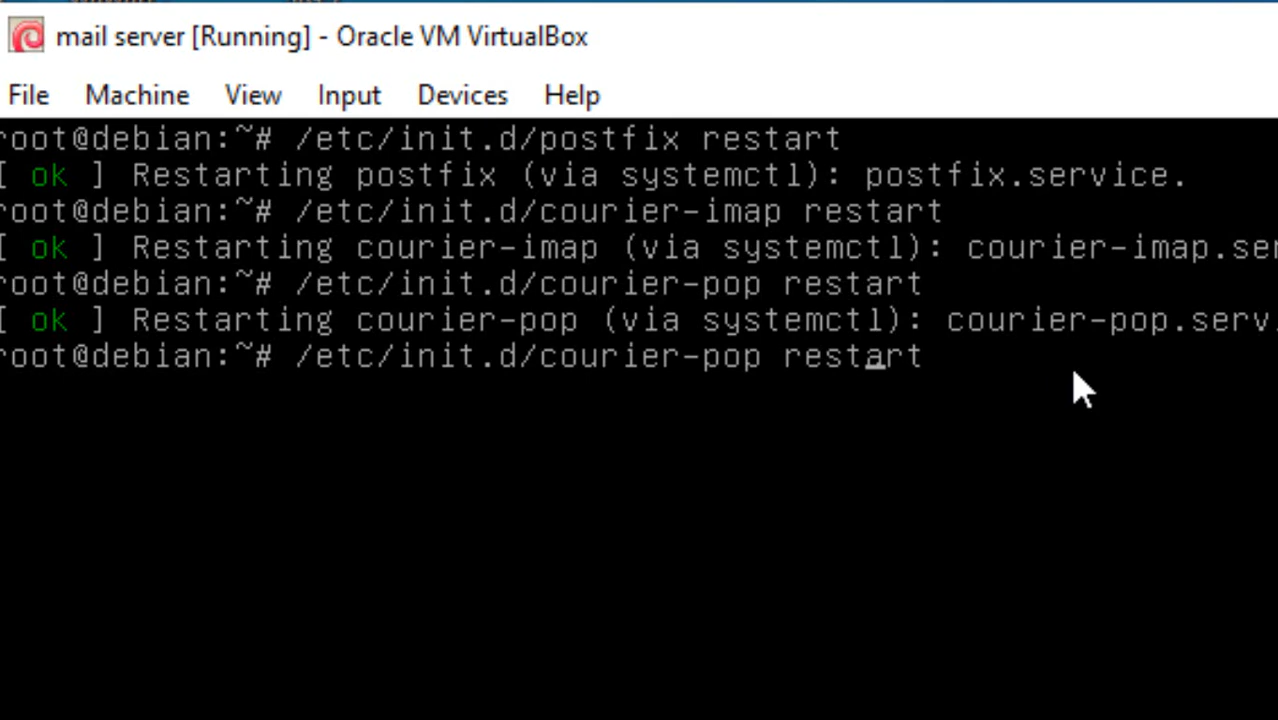 mail server [Running] - Oracle VM VirtualBox
File Machine View Input Devices Help
root@debian:~# /etc/init.d/postfix restart
[ ok ] Restarting postfix (via systemctl): postfix.service.
root@debian:~# /etc/init.d/courier-imap restart
[ ok ] Restarting courier-imap (via systemctl): courier-imap.ser
root@debian:~# /etc/init.d/courier-pop restart
[ ok ] Restarting courier-pop (via systemctl): courier-pop.serv
root@debian:~# /etc/init.d/courier-pop restart